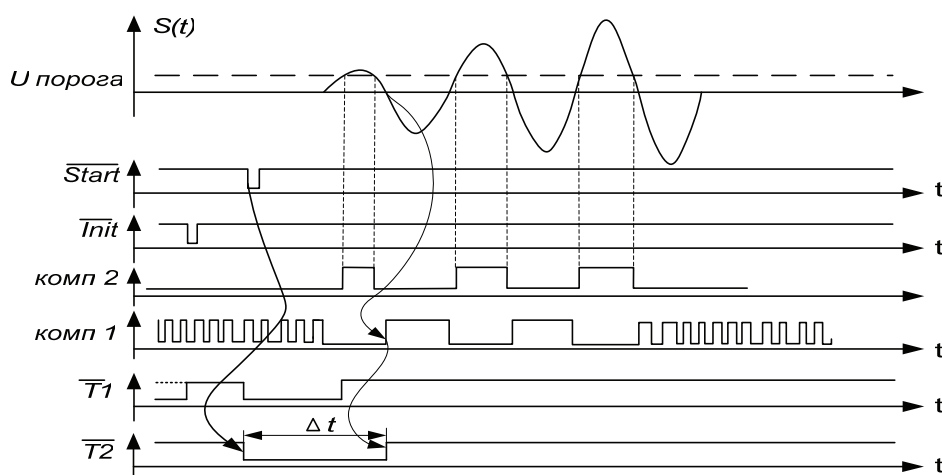 S(t)
U порога
Start
t
Init
t
комп 2
комп 1
t
T1
t
Δ t
T2
t